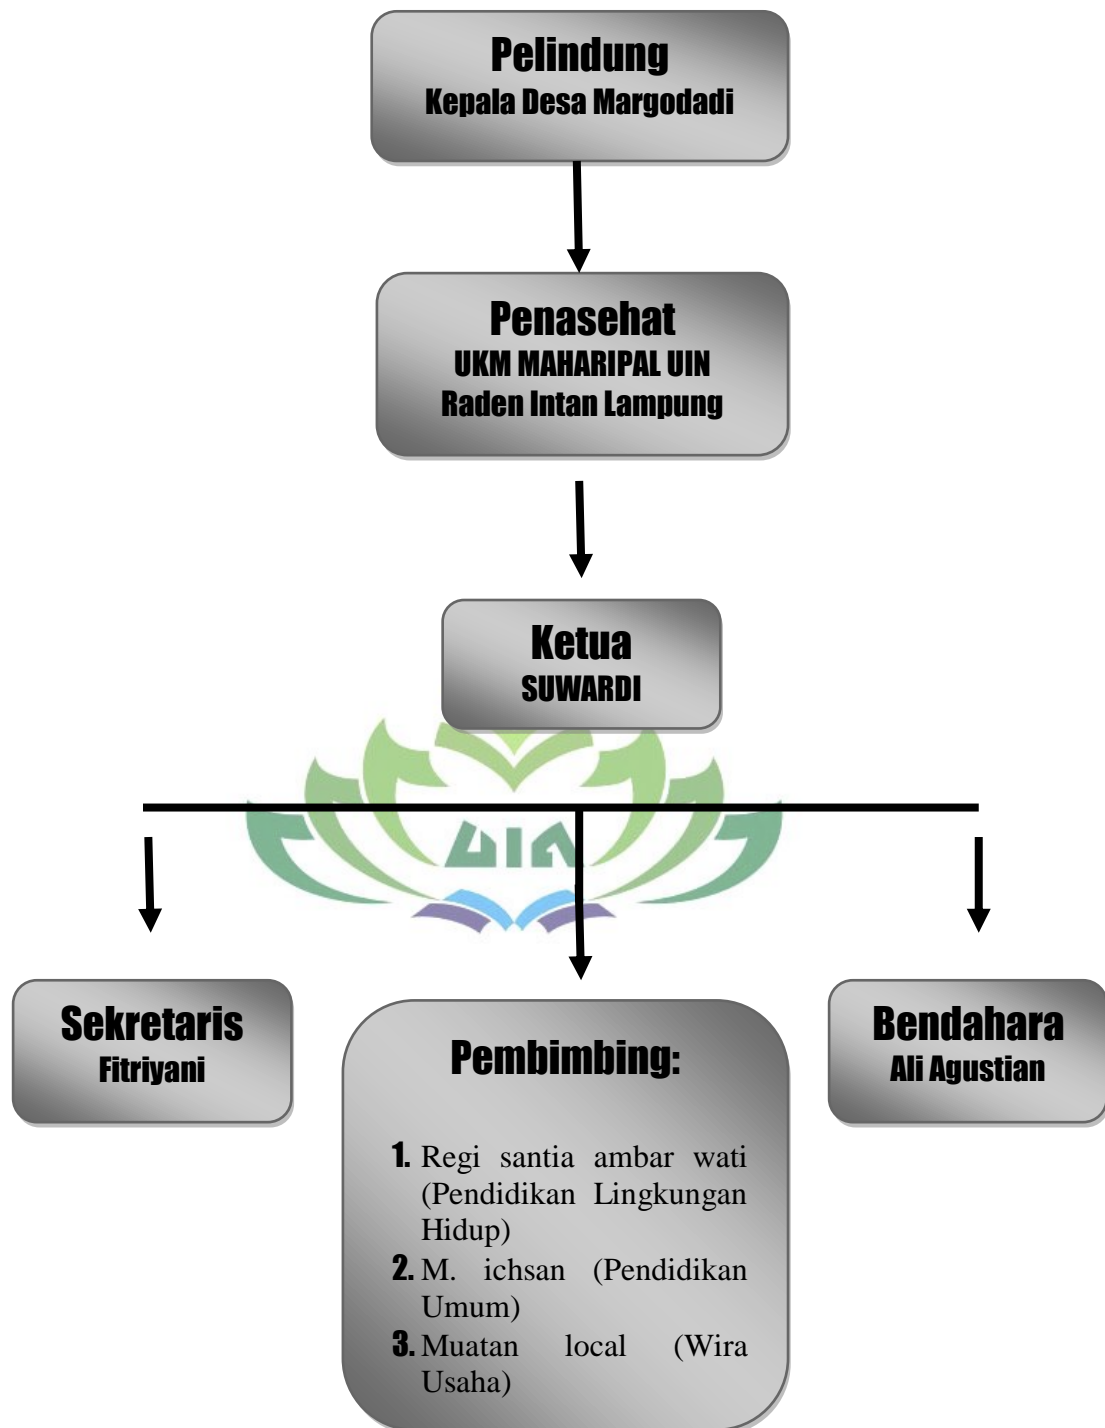 Pelindung
Kepala Desa Margodadi
Penasehat
UKM MAHARIPAL UIN
Raden Intan Lampung
Ketua
SUWARDI
UIN
Sekretaris
Fitriyani
Pembimbing:
1. Regi santia ambar wati
(Pendidikan Lingkungan
Hidup)
2. M. ichsan (Pendidikan
Umum)
3. Muatan local (Wira
Usaha)
Bendahara
Ali Agustian